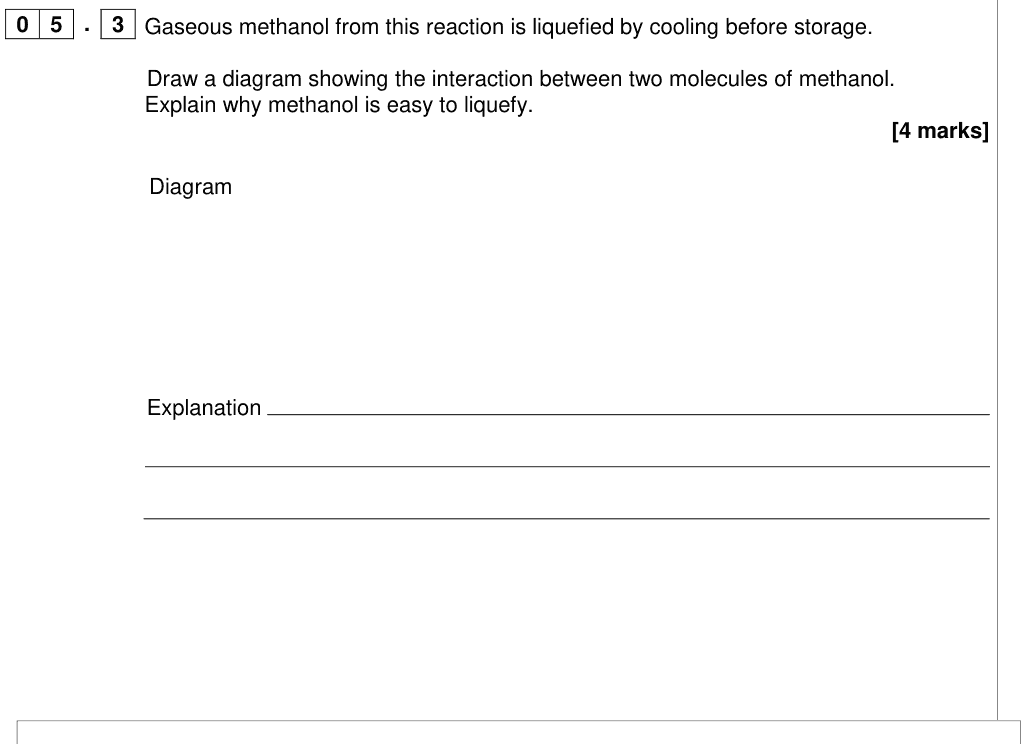 0 5 . 3 Gaseous methanol from this reaction is liquefied by cooling before storage.
Draw a diagram showing the interaction between two molecules of methanol.
Explain why methanol is easy to liquefy.
[4 marks]
Diagram
Explanation